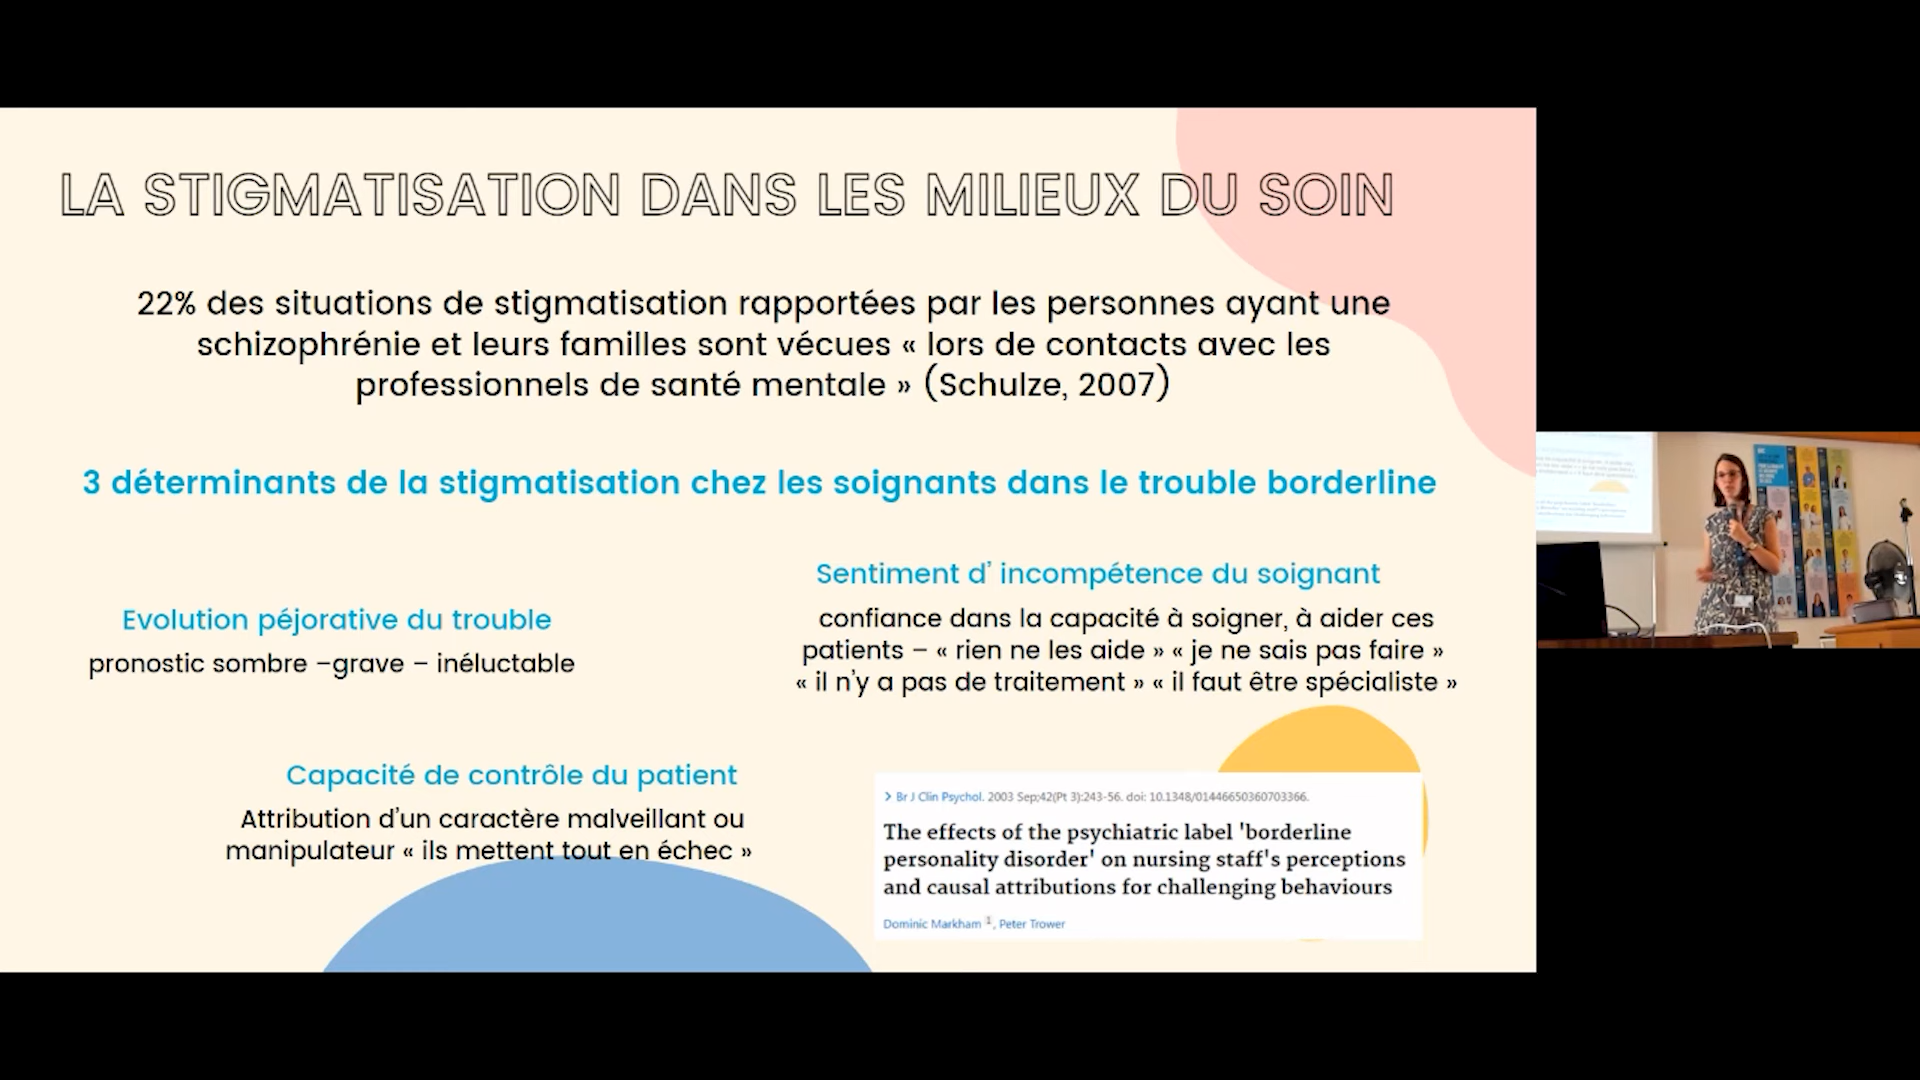 LA STIGMATISATION DANS LES MILIEUX DU SOIN
22% des situations de stigmatisation rapportées par les personnes ayant une
schizophrénie et leurs familles sont vécues « lors de contacts avec les
professionnels de santé mentale » (Schulze, 2007)
3 déterminants de la stigmatisation chez les soignants dans le trouble borderline
Evolution péjorative du trouble
pronostic sombre –grave – inéluctable
Sentiment d’ incompétence du soignant
confiance dans la capacité à soigner, à aider ces
patients – « rien ne les aide » « je ne sais pas faire »
« il n’y a pas de traitement » « il faut être spécialiste »
Capacité de contrôle du patient
Attribution d’un caractère malveillant ou
manipulateur « ils mettent tout en échec »
> Br J Clin Psychol. 2003 Sep;42(Pt 3):243-56. doi: 10.1348/01446650360703366.
The effects of the psychiatric label 'borderline
personality disorder' on nursing staff's perceptions
and causal attributions for challenging behaviours
Dominic Markham 1, Peter Trower